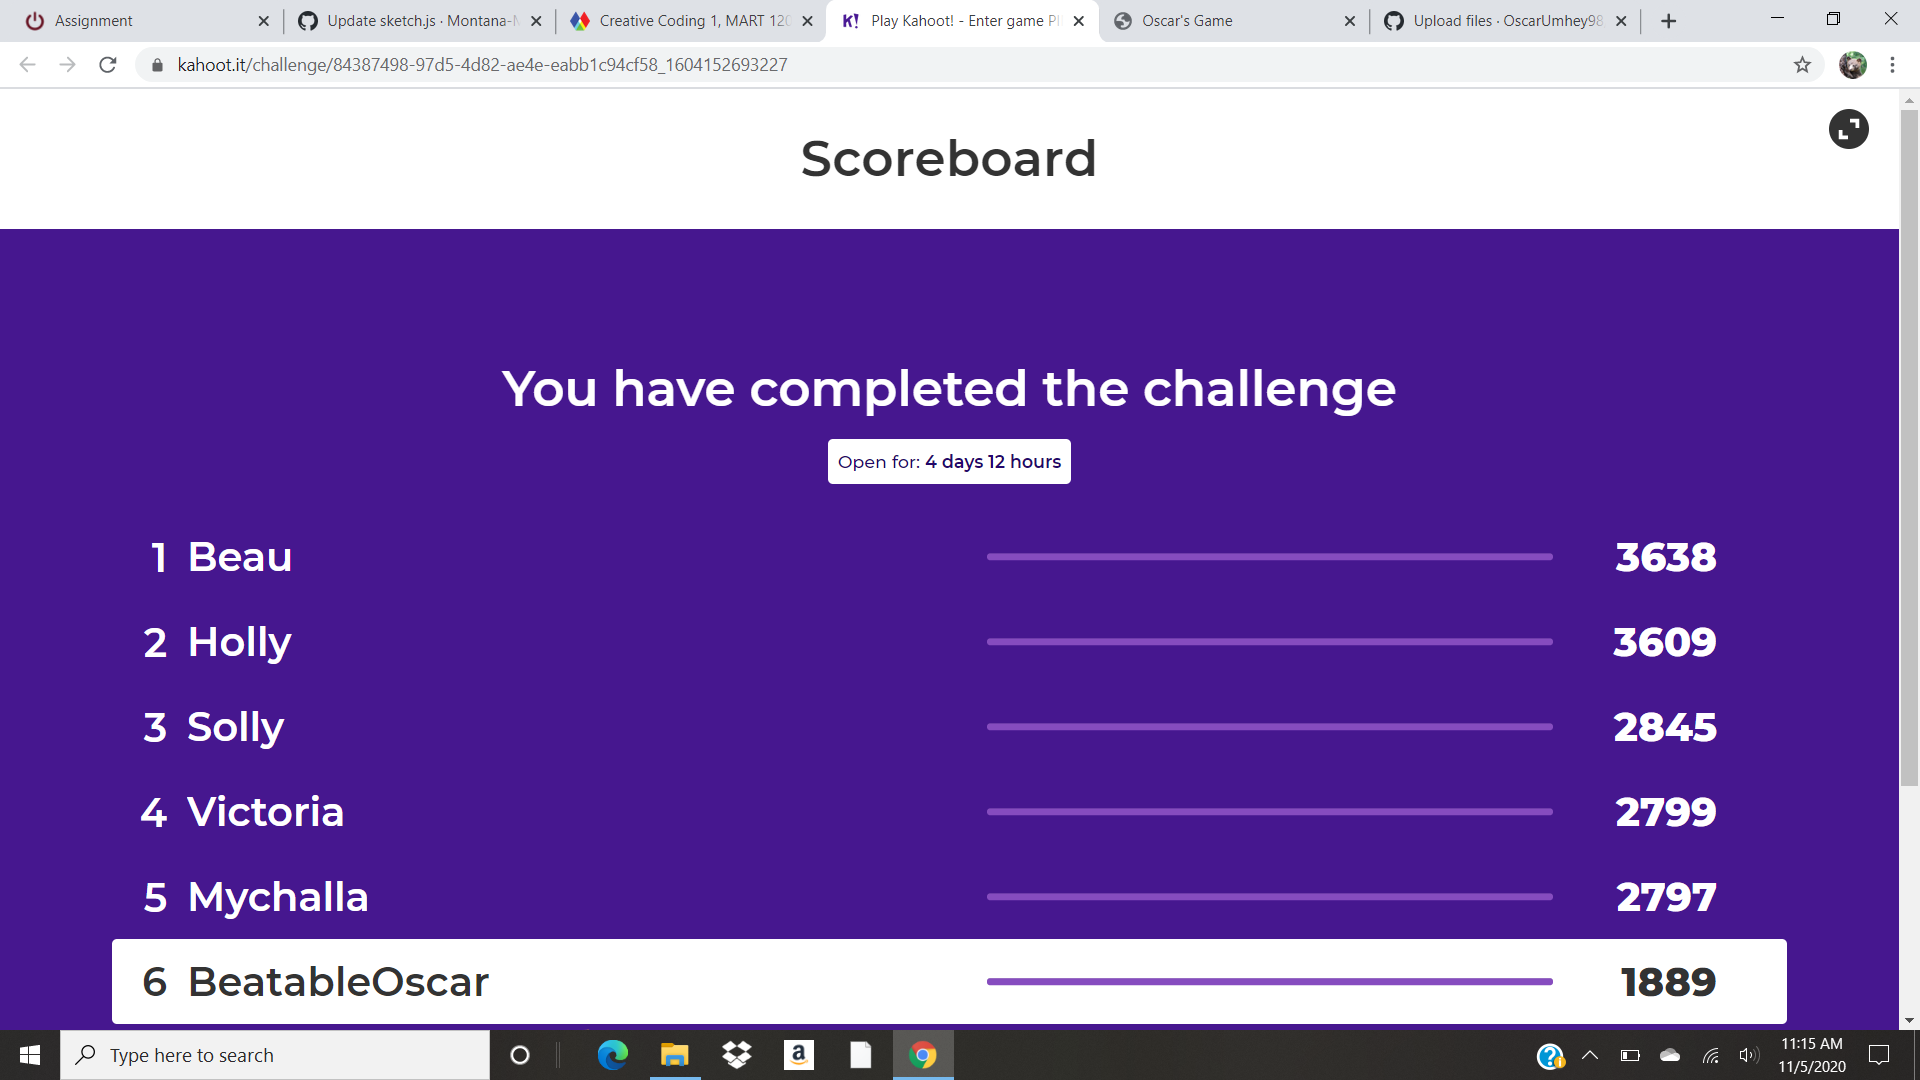 Assignment
Update sketch.js · Montana-M
Creative Coding 1, MART 120
K! Play Kahoot! - Enter game PI
Oscar's Game
Upload files · OscarUmhey98
kahoot.it/challenge/84387498-97d5-4d82-ae4e-eabb1c94cf58_1604152693227
Scoreboard
You have completed the challenge
Open for: 4 days 12 hours
1 Beau 3638
2 Holly 3609
3 Solly 2845
4 Victoria 2799
5 Mychalla 2797
6 BeatableOscar 1889
Type here to search
a
11:15 AM
11/5/2020